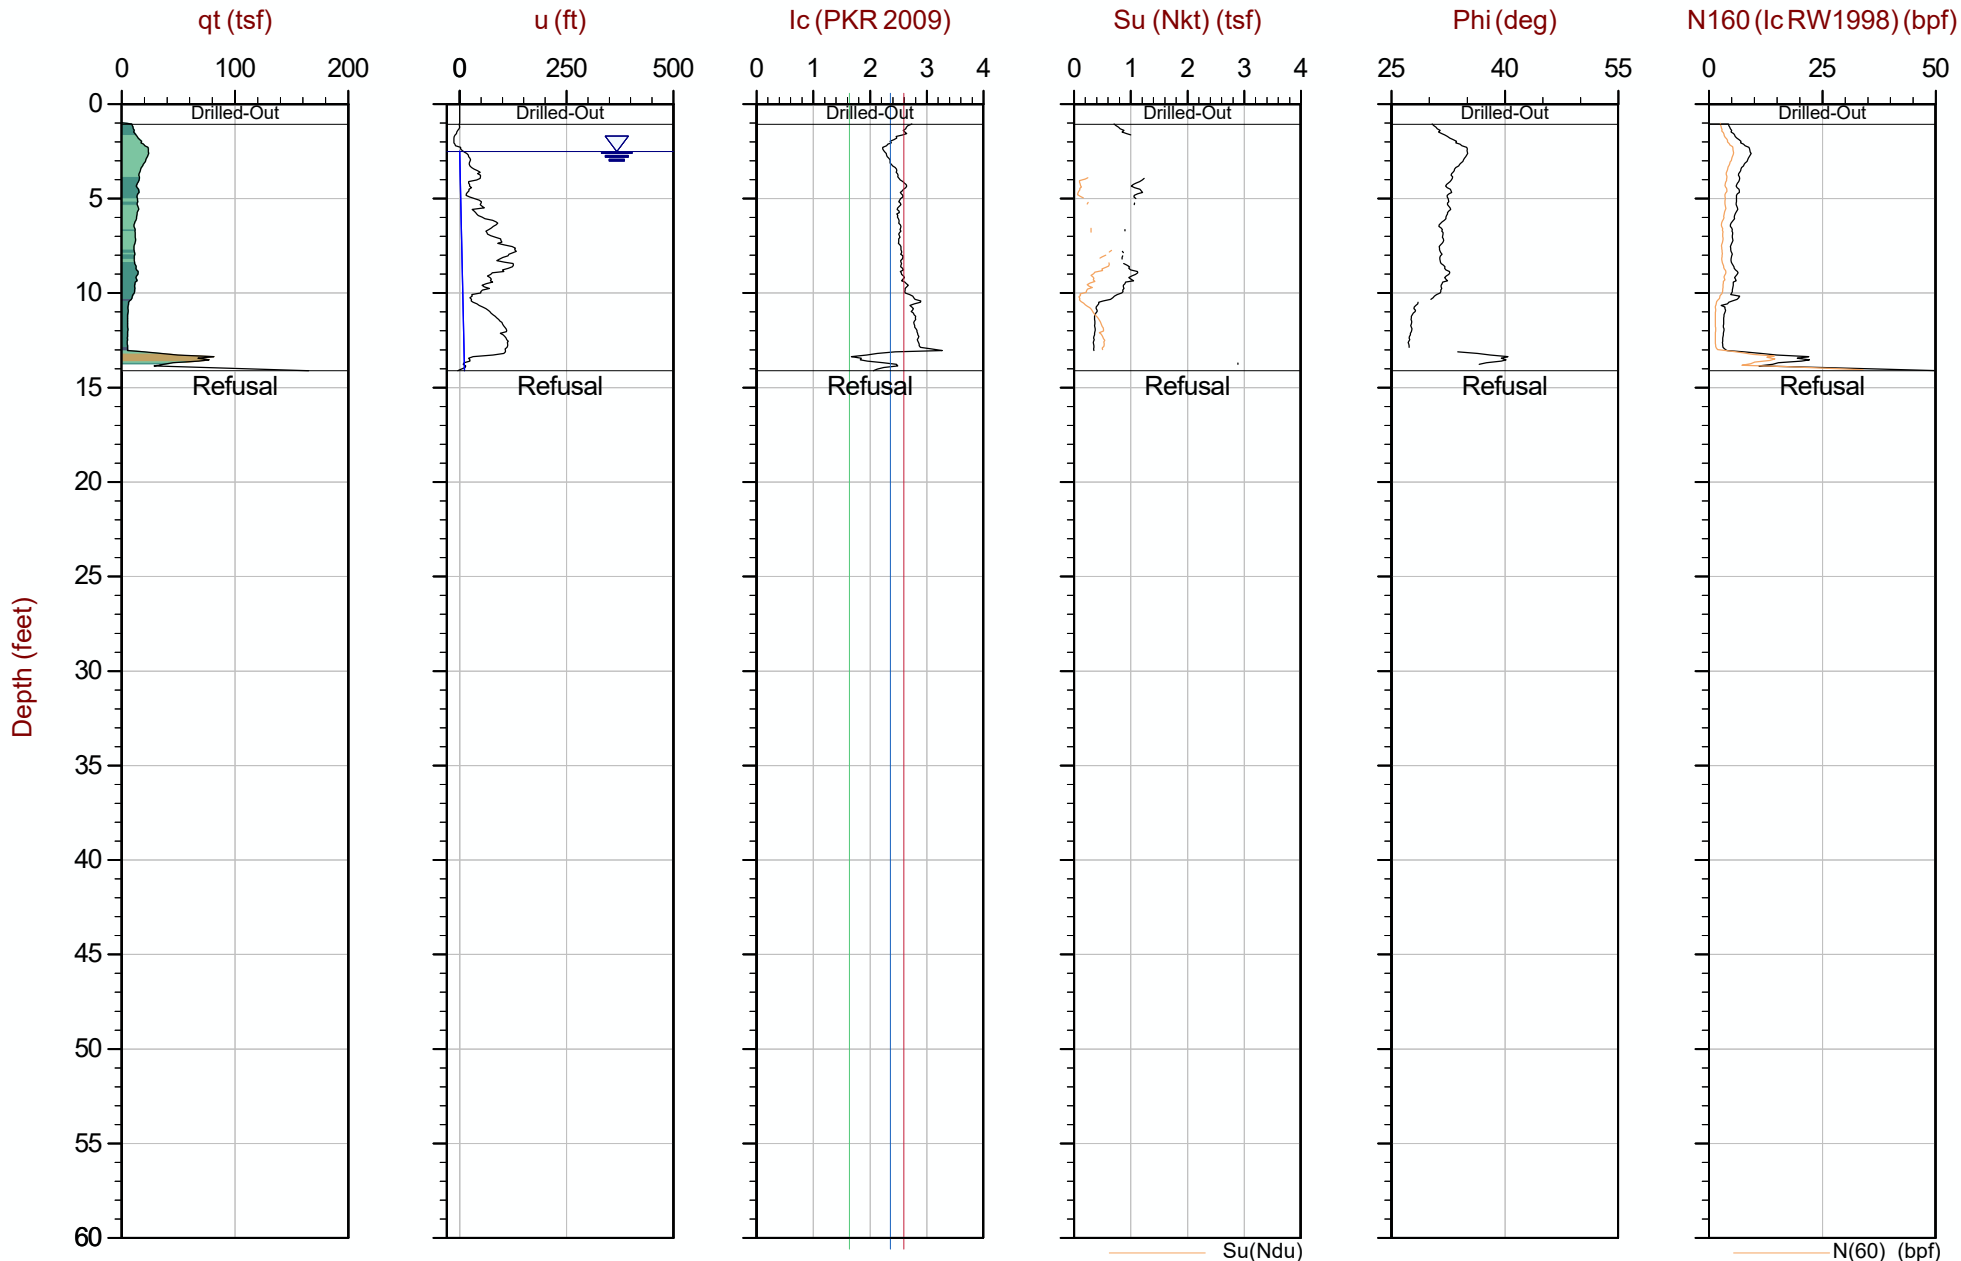 qt (tsf) u (ft) Ic (PKR 2009) Su (Nkt) (tsf) Phi (deg) N160 (Ic RW1998) (bpf)
0 100 200 0 250 500 0 1 2 3 4 0 1 2 3 4 25 40 55 0 25 50
0
Drilled-Out Drilled-Out Drilled-Out Drilled-Out Drilled-Out Drilled-Out
5
10
15
Refusal Refusal Refusal Refusal Refusal Refusal
20
25
30
Depth (feet)
35
40
45
50
55
60
Su(Ndu) N(60) (bpf)